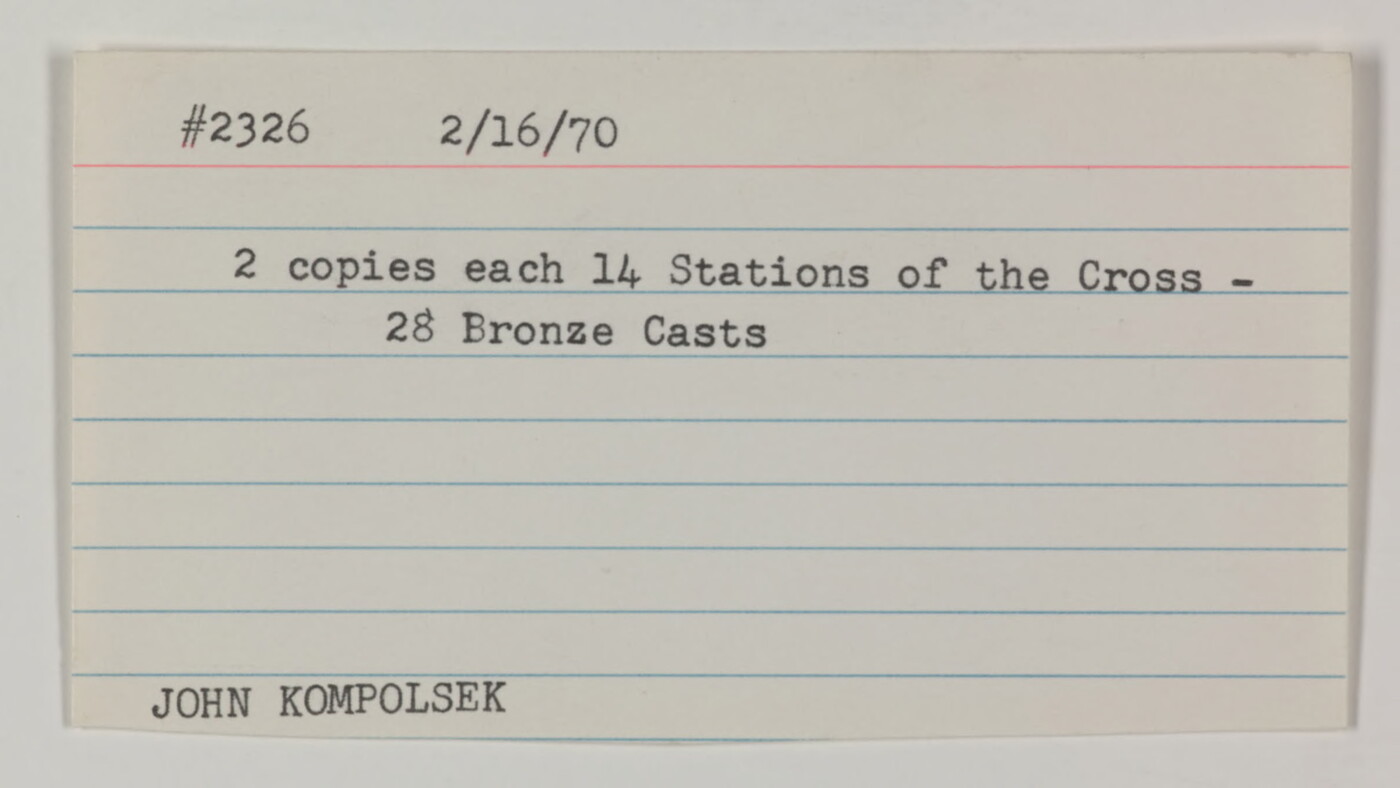 #2326 2/16/70
2 copies each 14 Stations of the Cross -
28 Bronze Casts
JOHN KOMPOLSEK